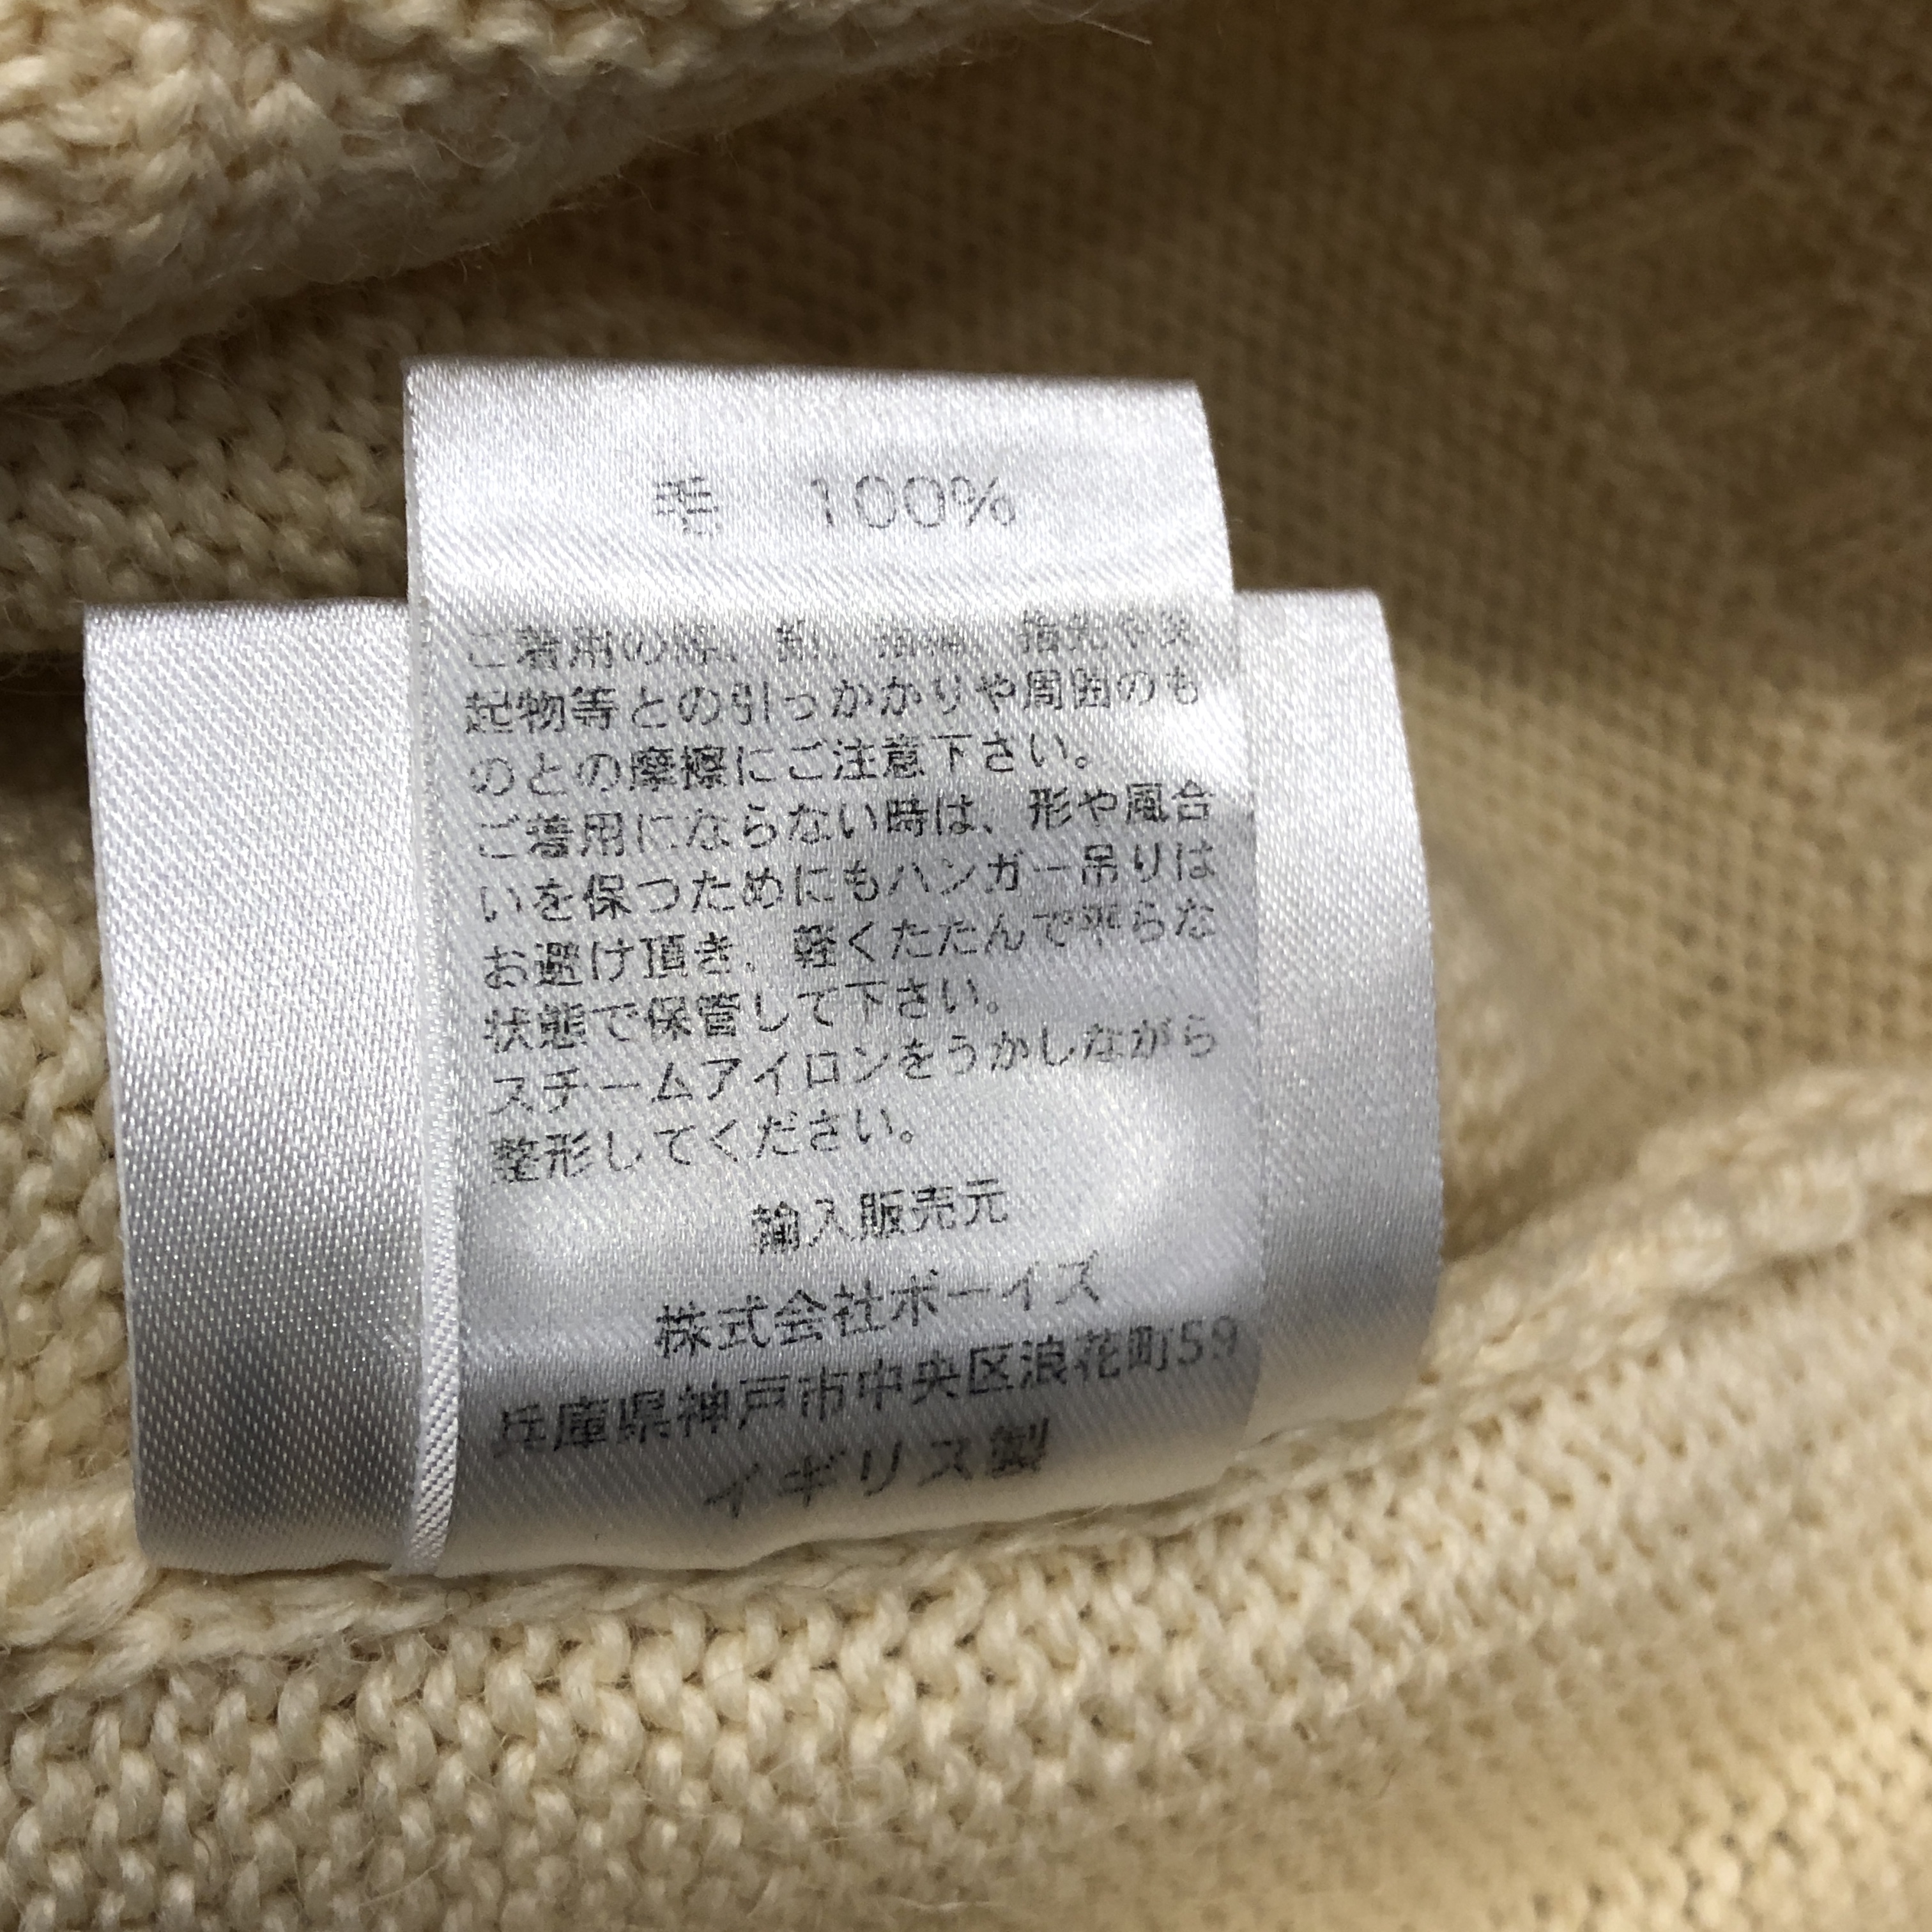 毛 100%
ご着用の際、 指先や突
起物等との引っかかりや周囲のも
のとの摩擦にご注意下さい。
ご着用にならない時は、形や風合
いを保つためにもハンガー吊りは
お避け頂き、軽くたたんで平らな
状態で保管して下さい。
スチームアイロンをうかしながら
整形してください。
輸入販売元
株式会社ボーイズ
兵庫県神戸市中央区浪花町59
イギリス製